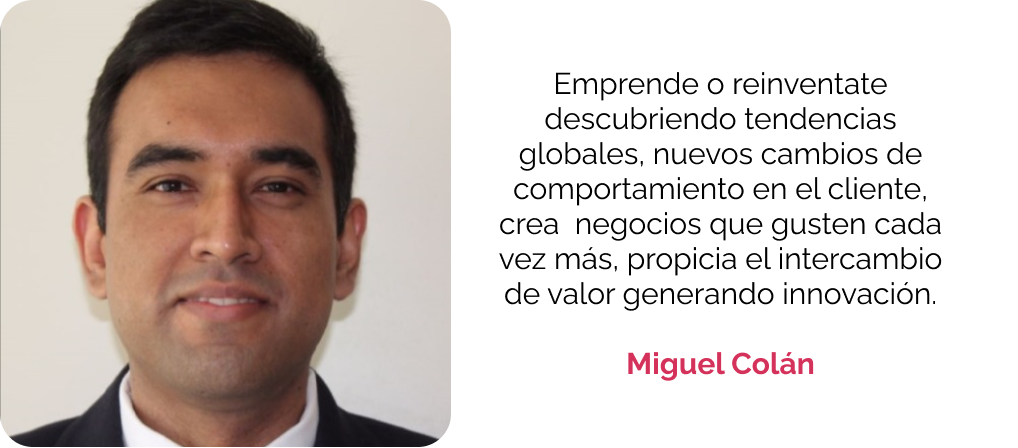 Emprende o reinventate
descubriendo tendencias
globales, nuevos cambios de
comportamiento en el cliente,
crea  negocios que gusten cada
vez más, propicia el intercambio
de valor generando innovación.
Miguel Colán